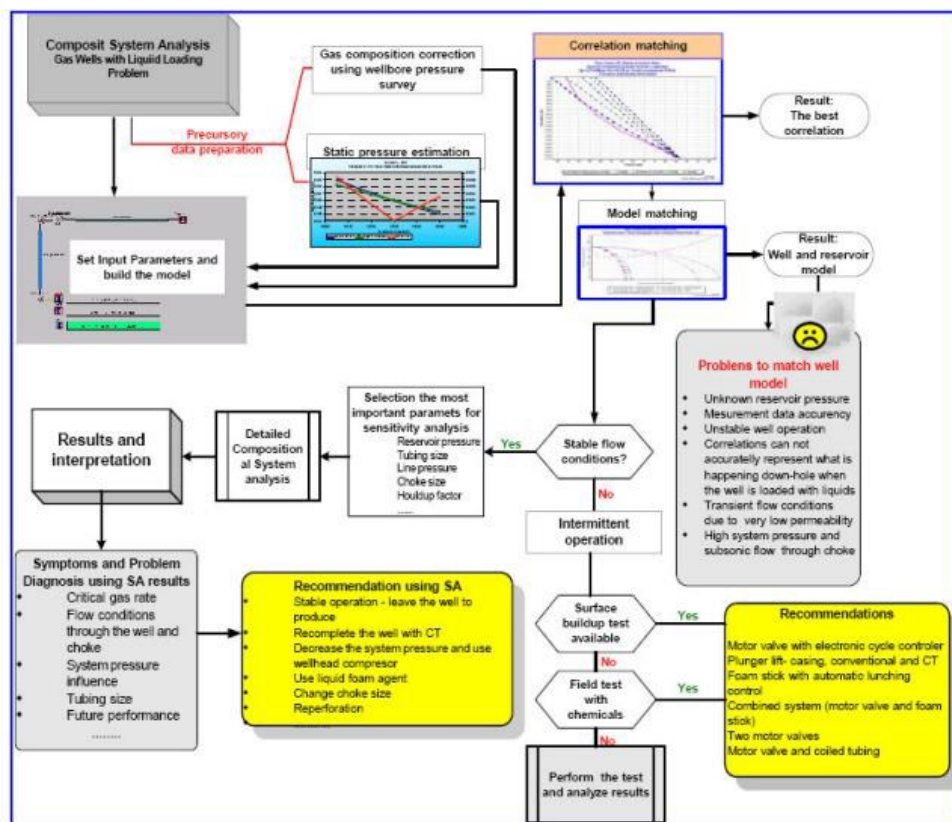 Composit System Analysis
Gas Wells with Liquiid Loading
Problem
Precursory
data preparation
Gas composition correction
using wellbore pressure
survey
Static pressure estimation
Set Input Parameters and
build the model
Correlation matching
Result:
The best
correlation
Model matching
Result:
Well and reservoir
model
Problens to match well
model
Unknown reservoir pressure
Mesurement data accurency
Unstable well operation
Correlations can not
accuratelly represent what is
happening down-hole when
the well is loaded with liquids
Transient flow conditions
due to very low permeability
High system pressure and
subsonic flow through choke
Stable flow
conditions?
Yes
Selection the most
important paramets for
sensitivity analysis
Reservoir pressure
Tubing size
Line pressure
Choke size
Houldup factor
......
Detailed
Composition
al System
analysis
Results and
interpretation
Symptoms and Problem
Diagnosis using SA results
Critical gas rate
Flow conditions
through the well and
choke
System pressure
influence
Tubing size
Future performance
........
Recommendation using SA
Stable operation - leave the well to
produce
Recomplete the well with CT
Decrease the system pressure and use
wellhead compresor
Use liquid foam agent
Change choke size
Reperforation
No
Intermittent
operation
Surface
buildup test
available
Yes
No
Field test
with
chemicals
Yes
No
Perform the test
and analyze results
Recommendations
Motor valve with electronic cycle controler
Plunger lift- casing, conventional and CT
Foam stick with automatic lunching
control
Combined system (motor valve and foam
stick)
Two motor valves
Motor valve and coiled tubing